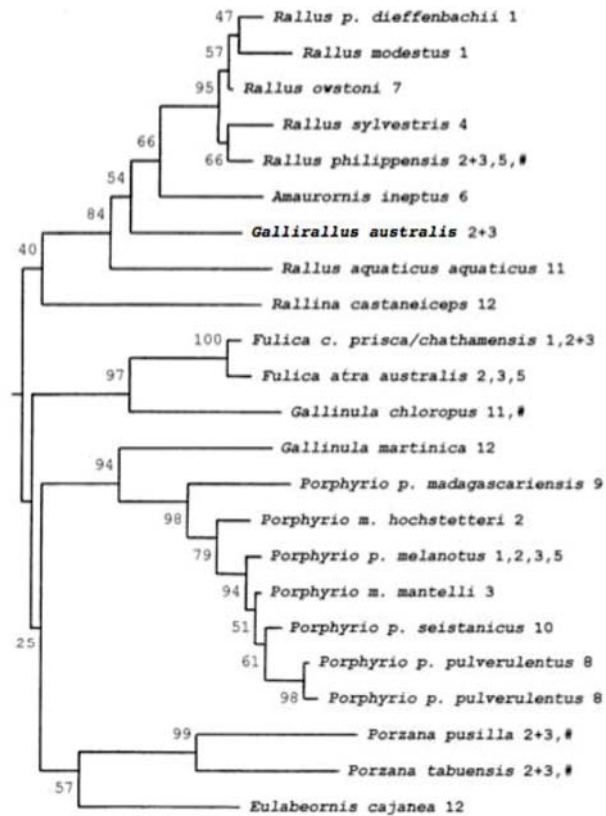 47
Rallus p. dieffenbachii 1
57
Rallus modestus 1
95
Rallus owstoni 7
Rallus sylvestris 4
66
66
Rallus philippensis 2+3,5,#
54
Amaurornis ineptus 6
84
Gallirallus australis 2+3
40
Rallus aquaticus aquaticus 11
Rallina castaneiceps 12
100
Fulica c. prisca/chathamensis 1,2+3
97
Fulica atra australis 2,3,5
Gallinula chloropus 11,#
94
Gallinula martinica 12
Porphyrio p. madagascariensis 9
98
Porphyrio m. hochstetteri 2
79
Porphyrio p. melanotus 1,2,3,5
94
Porphyrio m. mantelli 3
51
Porphyrio p. seistanicus 10
25
61
Porphyrio p. pulverulentus 8
98
Porphyrio p. pulverulentus 8
99
Porzana pusilla 2+3,#
Porzana tabuensis 2+3,#
57
Eulabeornis cajanea 12